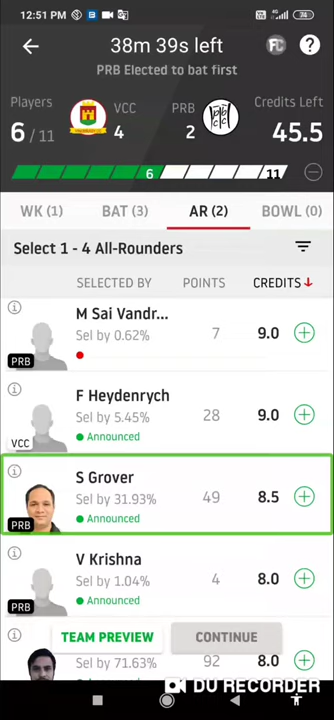 12:51 PM
38m 39s left
PRB Elected to bat first
Players
6 / 11
VCC
4
PRB
2
Credits Left
45.5
6
11
WK (1)
BAT (3)
AR (2)
BOWL (0)
Select 1 - 4 All-Rounders
SELECTED BY
POINTS
CREDITS
M Sai Vandr...
Sel by 0.62%
7
9.0
PRB
F Heydenrych
Sel by 5.45%
28
9.0
Announced
VCC
S Grover
Sel by 31.93%
49
8.5
Announced
PRB
V Krishna
Sel by 1.04%
4
8.0
Announced
PRB
TEAM PREVIEW
CONTINUE
Sel by 71.63%
92
8.0
DU RECORDER